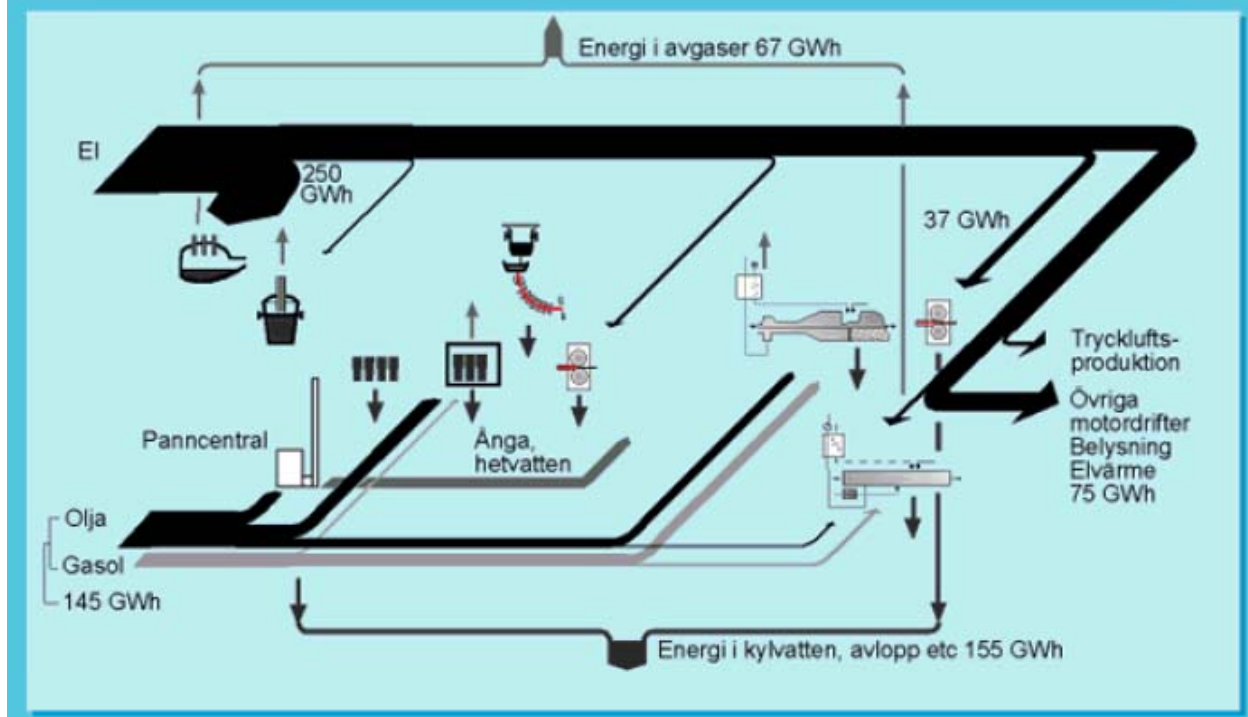 Energi i avgaser 67 GWh
El
250
GWh
37 GWh
Trycklufts-
produktion
Övriga
motordrifter
Belysning
Elvärme
75 GWh
Panncentral
Ånga,
hetvatten
Olja
Gasol
145 GWh
Energi i kylvatten, avlopp etc 155 GWh